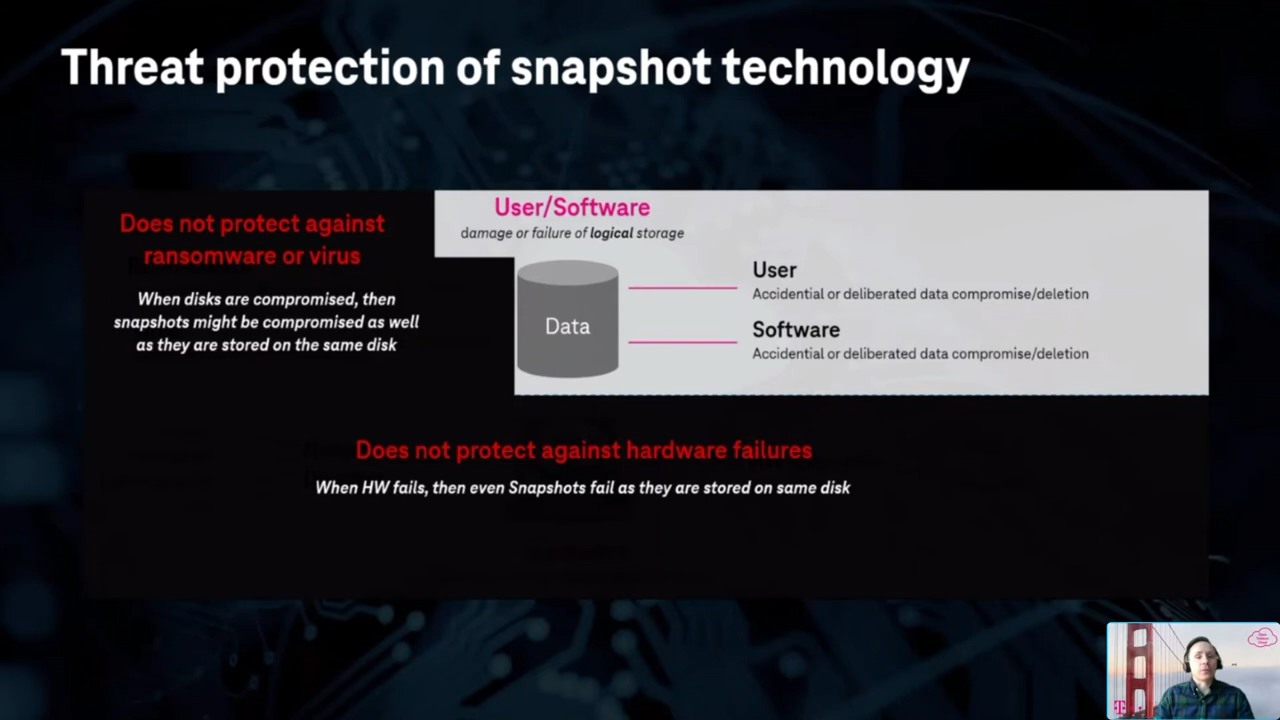 Threat protection of snapshot technology
Does not protect against
ransomware or virus
When disks are compromised, then
snapshots might be compromised as well
as they are stored on the same disk
User/Software
damage or failure of logical storage
Data
User
Accidential or deliberated data compromise/deletion
Software
Accidential or deliberated data compromise/deletion
Does not protect against hardware failures
When HW fails, then even Snapshots fail as they are stored on same disk
T